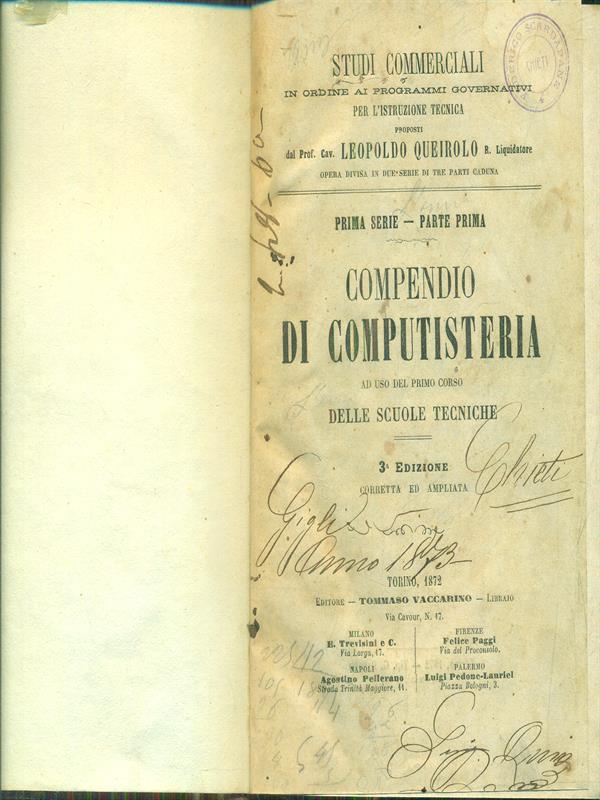 STUDI COMMERCIALI
IN ORDINE AI PROGRAMMI GOVERNATIVI
PER L'ISTRUZIONE TECNICA
PROPOSTI
dal Prof. Cav. LEOPOLDO QUEIROLO R. Liquidatore
OPERA DIVISA IN DUE SERIE DI TRE PARTI CADUNA
FEDERICO SCARDAPANE
CHIETI
PRIMA SERIE — PARTE PRIMA
COMPENDIO
DI COMPUTISTERIA
AD USO DEL PRIMO CORSO
DELLE SCUOLE TECNICHE
3ª EDIZIONE
CORRETTA ED AMPLIATA
Chieti
Anno 1873
TORINO, 1872
EDITORE — TOMMASO VACCARINO — LIBRAIO
Via Cavour, N. 17.
MILANO
E. Trevisini e C.
Via Larga, 17.
FIRENZE
Felice Paggi
Via del Proconsolo.
NAPOLI
Agostino Pellerano
Strada Trinità Maggiore, 11.
PALERMO
Luigi Pedone-Lauriel
Piazza Bologni, 3.